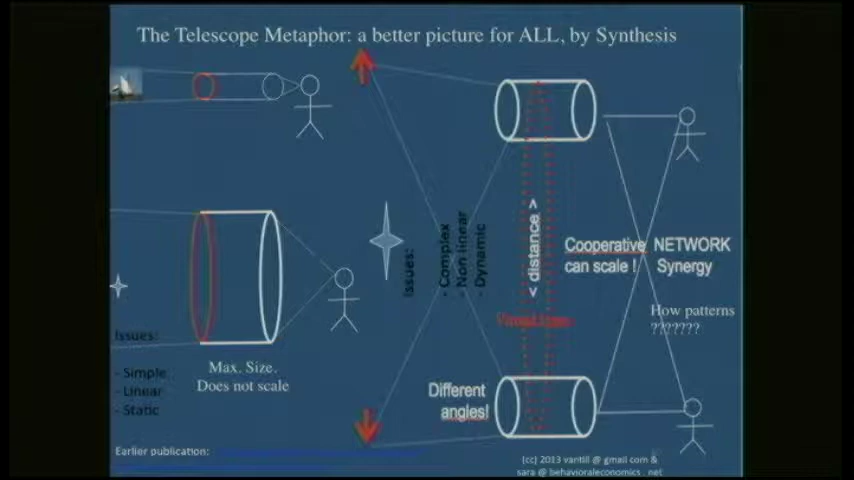 The Telescope Metaphor: a better picture for ALL, by Synthesis
Issues:
- Simple
- Linear
- Static
Max. Size.
Does not scale
Issues:
- Complex
- Non linear
- Dynamic
< distance >
Different
angles!
Cooperative
can scale !
NETWORK
Synergy
How patterns
???????
Earlier publication:
(cc) 2013 vantill @ gmail com &
sara @ behavioraleconomics . net